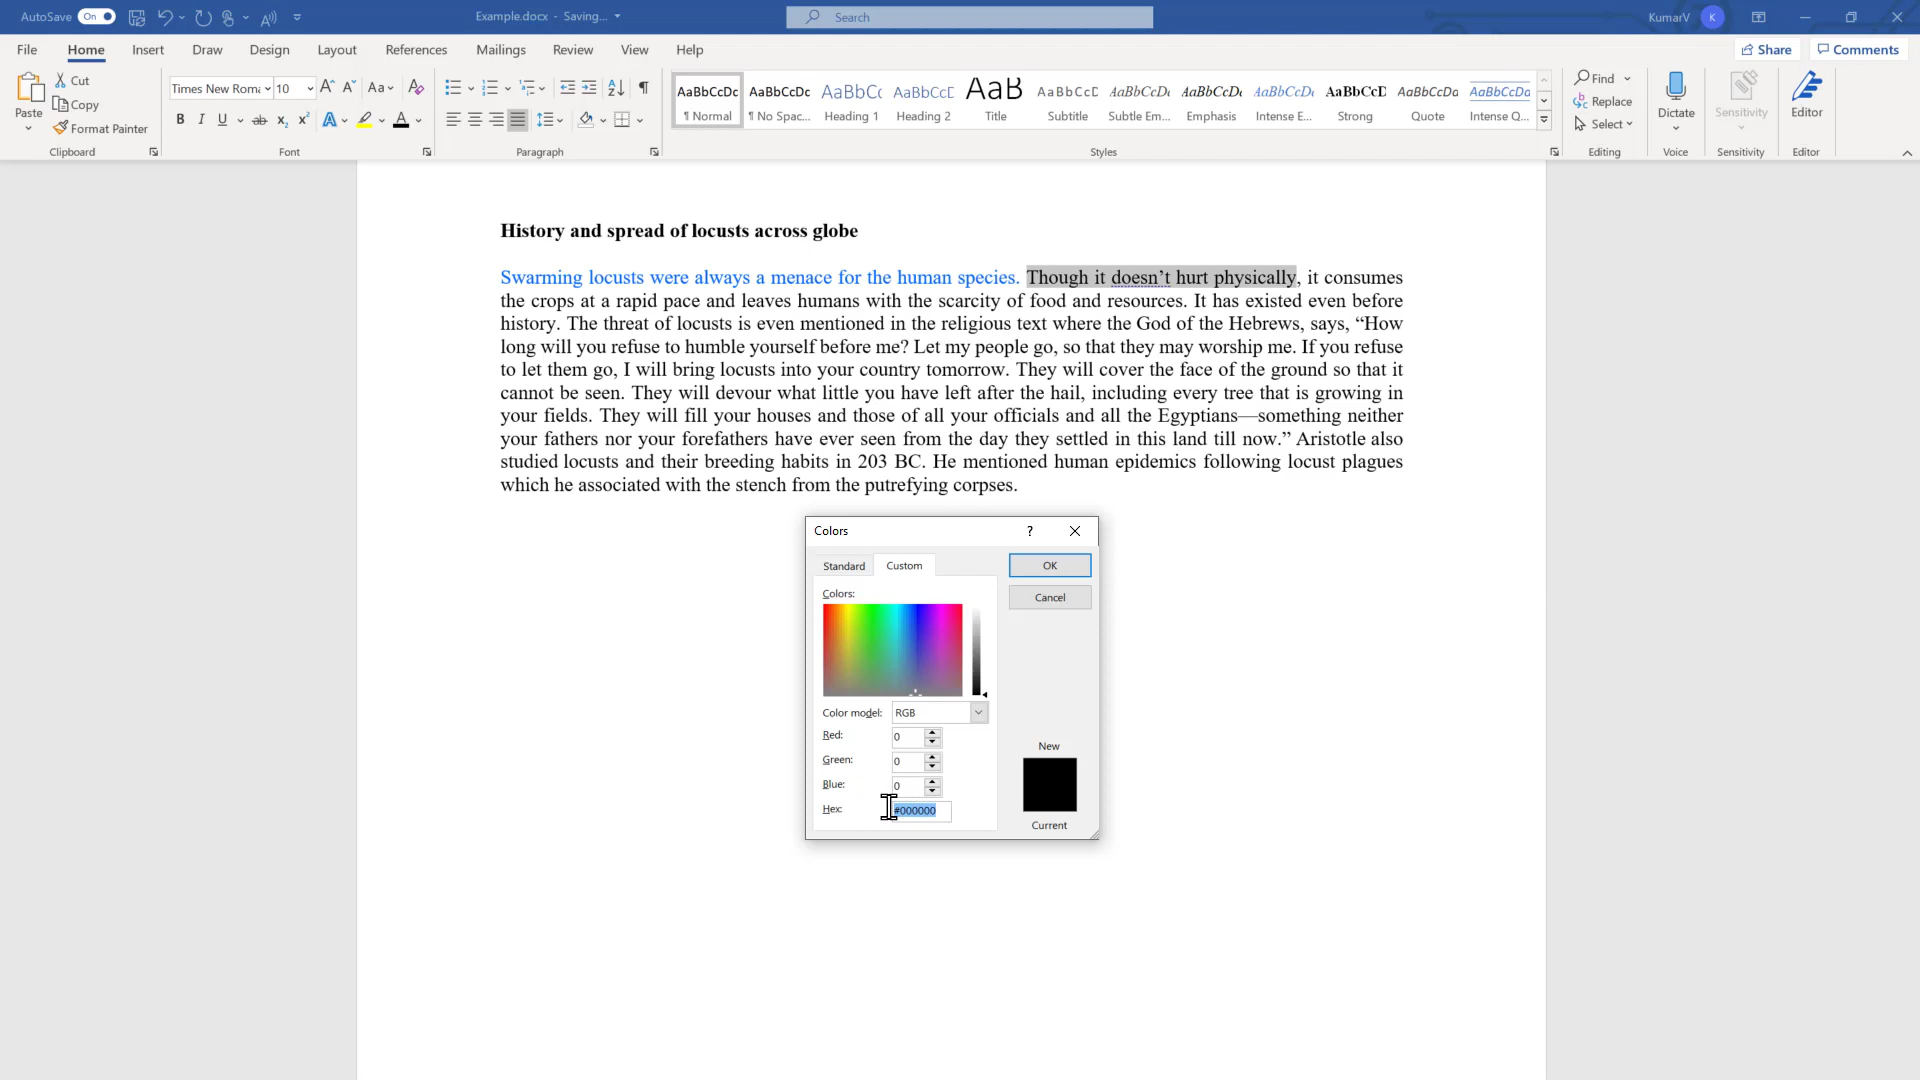 AutoSave On Example.docx - Saving... Search KumarV K
File Home Insert Draw Design Layout References Mailings Review View Help Share Comments
Paste Cut Copy Format Painter Clipboard
Times New Roma 10 Aa Font
Paragraph
AaBbCcDc ¶ Normal
AaBbCcDc ¶ No Spac...
AaBbCc Heading 1
AaBbCcD Heading 2
AaB Title
AaBbCcD Subtitle
AaBbCcDc Subtle Em...
AaBbCcDc Emphasis
AaBbCcDc Intense E...
AaBbCcD Strong
AaBbCcDc Quote
AaBbCcDc Intense Q...
Styles
Find Replace Select Editing
Dictate Voice
Sensitivity Sensitivity
Editor Editor
History and spread of locusts across globe
Swarming locusts were always a menace for the human species. Though it doesn’t hurt physically, it consumes
the crops at a rapid pace and leaves humans with the scarcity of food and resources. It has existed even before
history. The threat of locusts is even mentioned in the religious text where the God of the Hebrews, says, “How
long will you refuse to humble yourself before me? Let my people go, so that they may worship me. If you refuse
to let them go, I will bring locusts into your country tomorrow. They will cover the face of the ground so that it
cannot be seen. They will devour what little you have left after the hail, including every tree that is growing in
your fields. They will fill your houses and those of all your officials and all the Egyptians—something neither
your fathers nor your forefathers have ever seen from the day they settled in this land till now.” Aristotle also
studied locusts and their breeding habits in 203 BC. He mentioned human epidemics following locust plagues
which he associated with the stench from the putrefying corpses.
Colors ?
Standard Custom OK
Cancel
Colors:
Color model: RGB
Red: 0
Green: 0
Blue: 0
Hex: #000000
New
Current